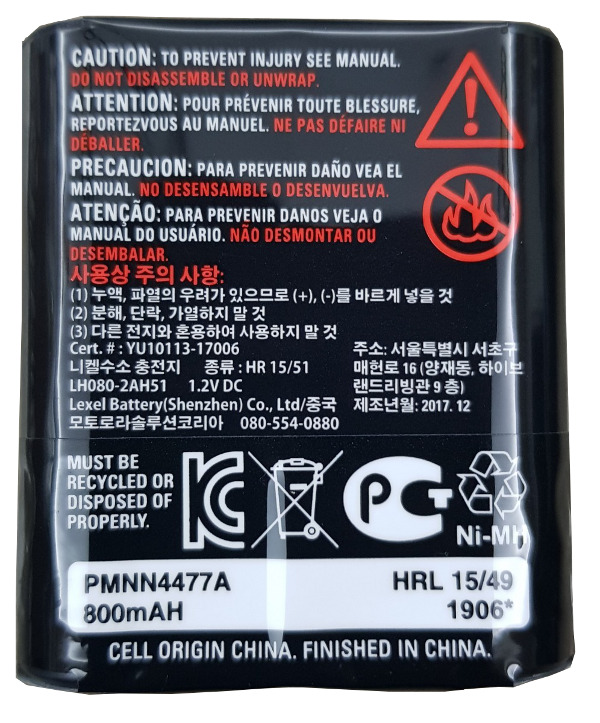 CAUTION: TO PREVENT INJURY SEE MANUAL.
DO NOT DISASSEMBLE OR UNWRAP.
ATTENTION: POUR PRÉVENIR TOUTE BLESSURE,
REPORTEZVOUS AU MANUEL. NE PAS DÉFAIRE NI
DÉBALLER.
PRECAUCION: PARA PREVENIR DAÑO VEA EL
MANUAL. NO DESENSAMBLE O DESENVUELVA.
ATENÇÃO: PARA PREVENIR DANOS VEJA O
MANUAL DO USUÁRIO. NÃO DESMONTAR OU
DESEMBALAR.
사용상 주의 사항:
(1) 누액, 파열의 우려가 있으므로 (+), (-)를 바르게 넣을 것
(2) 분해, 단락, 가열하지 말 것
(3) 다른 전지와 혼용하여 사용하지 말 것
Cert. # : YU10113-17006
니켈수소 충전지 종류 : HR 15/51
LH080-2AH51 1.2V DC
Lexel Battery(Shenzhen) Co., Ltd/중국
모토로라솔루션코리아 080-554-0880
주소: 서울특별시 서초구
매헌로 16 (양재동, 하이브
랜드리빙관 9 층)
제조년월: 2017. 12
MUST BE
RECYCLED OR
DISPOSED OF
PROPERLY.
Ni-MH
PMNN4477A HRL 15/49
800mAH 1906*
CELL ORIGIN CHINA. FINISHED IN CHINA.